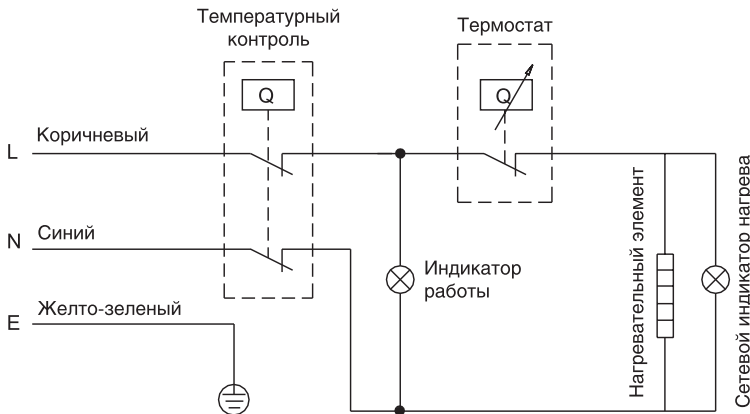 Температурный
контроль
Термостат
Q
Q
L
Коричневый
N
Синий
Индикатор
работы
E
Желто-зеленый
Нагревательный элемент
Сетевой индикатор нагрева